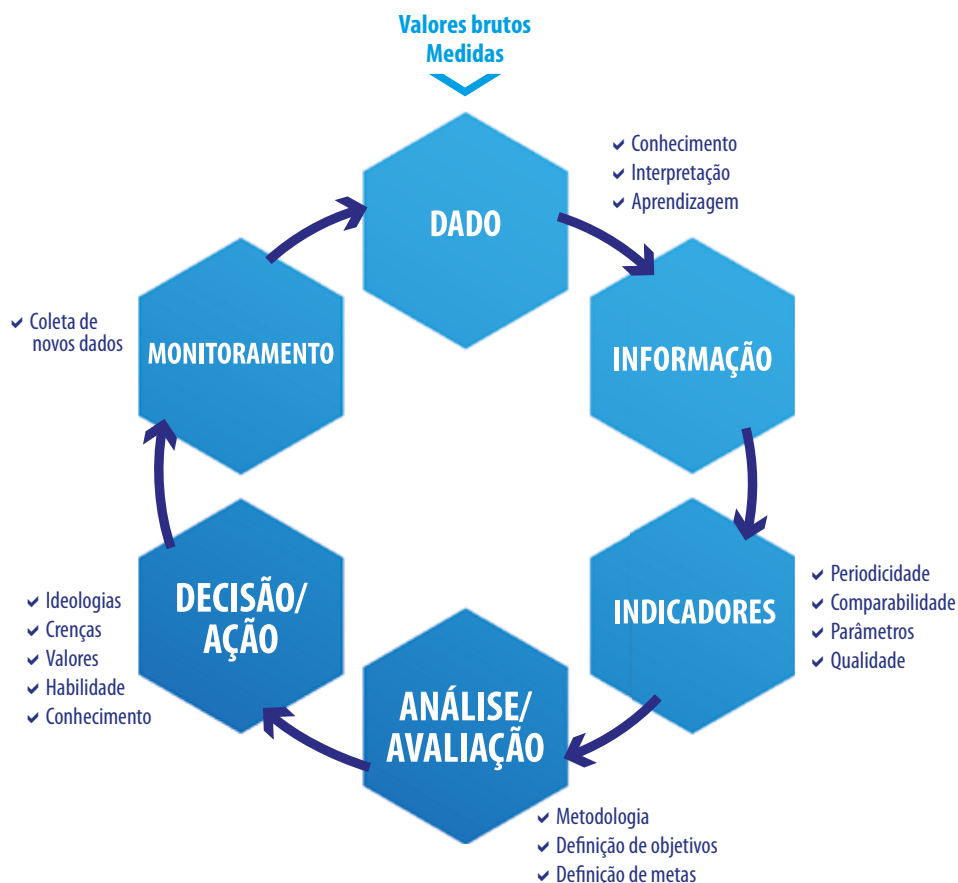 Valores brutos
Medidas
DADO
✓ Conhecimento
✓ Interpretação
✓ Aprendizagem
INFORMAÇÃO
INDICADORES
✓ Periodicidade
✓ Comparabilidade
✓ Parâmetros
✓ Qualidade
ANÁLISE/
AVALIAÇÃO
✓ Metodologia
✓ Definição de objetivos
✓ Definição de metas
DECISÃO/
AÇÃO
✓ Ideologias
✓ Crenças
✓ Valores
✓ Habilidade
✓ Conhecimento
MONITORAMENTO
✓ Coleta de
novos dados